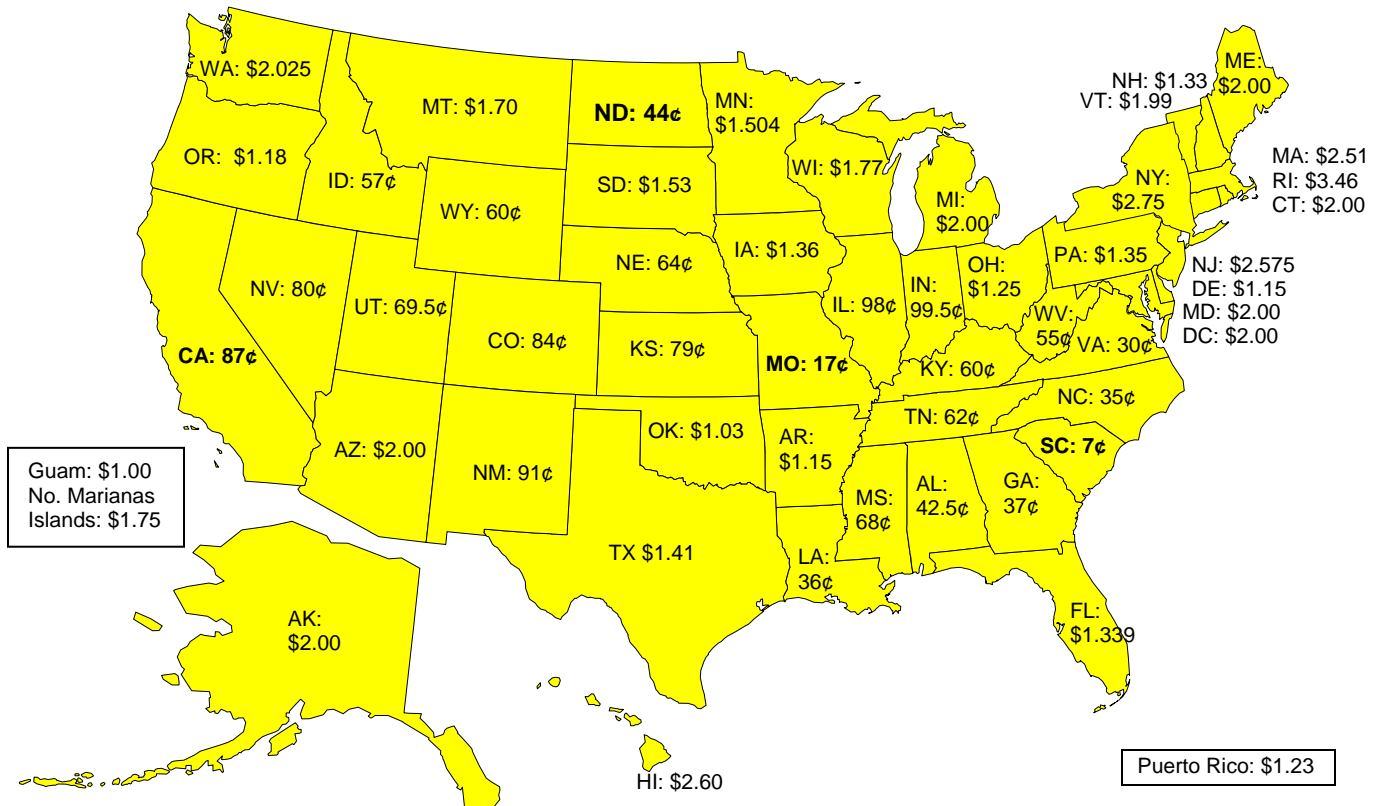 WA: $2.025
MT: $1.70
ND: 44¢
MN:
$1.504
NH: $1.33
VT: $1.99
ME:
$2.00
OR:  $1.18
ID: 57¢
WY: 60¢
SD: $1.53
WI: $1.77
MI:
$2.00
NY:
$2.75
MA: $2.51
RI: $3.46
CT: $2.00
NV: 80¢
UT: 69.5¢
NE: 64¢
IA: $1.36
IL: 98¢
IN:
99.5¢
OH:
$1.25
PA: $1.35
NJ: $2.575
DE: $1.15
MD: $2.00
DC: $2.00
CA: 87¢
CO: 84¢
KS: 79¢
MO: 17¢
KY: 60¢
WV:
55¢
VA: 30¢
AZ: $2.00
NM: 91¢
OK: $1.03
AR:
$1.15
TN: 62¢
NC: 35¢
SC: 7¢
Guam: $1.00
No. Marianas
Islands: $1.75
TX $1.41
LA:
36¢
MS:
68¢
AL:
42.5¢
GA:
37¢
FL:
$1.339
AK:
$2.00
HI: $2.60
Puerto Rico: $1.23